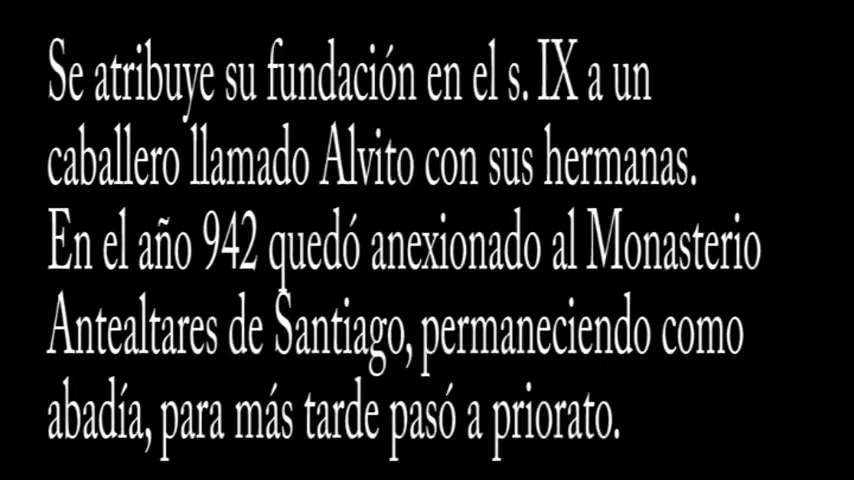 Se atribuye su fundación en el s. IX a un
caballero llamado Alvito con sus hermanas.
En el año 942 quedó anexionado al Monasterio
Antealtares de Santiago, permaneciendo como
abadía, para más tarde pasó a priorato.